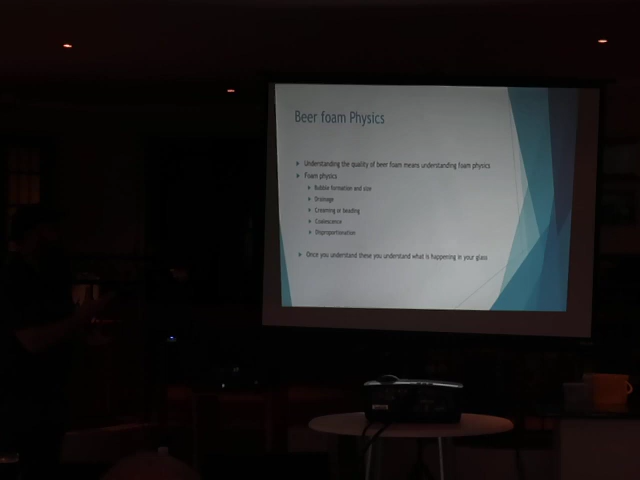 Beer foam Physics
Understanding the quality of beer foam means understanding foam physics
Foam physics
Bubble formation and size
Drainage
Creaming or beading
Coalescence
Disproportionation
Once you understand these you understand what is happening in your glass